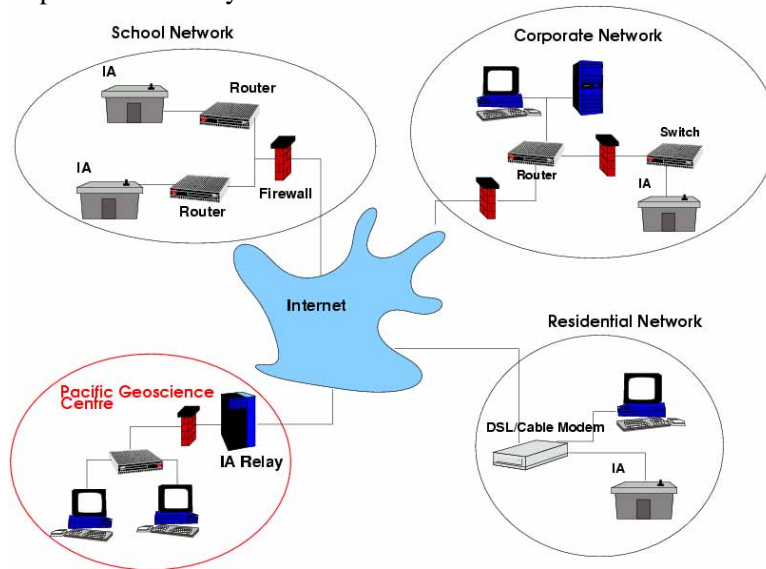 School Network
IA
Router
IA
Router
Firewall
Corporate Network
Router
Switch
IA
Internet
Residential Network
DSL/Cable Modem
IA
Pacific Geoscience
Centre
IA Relay